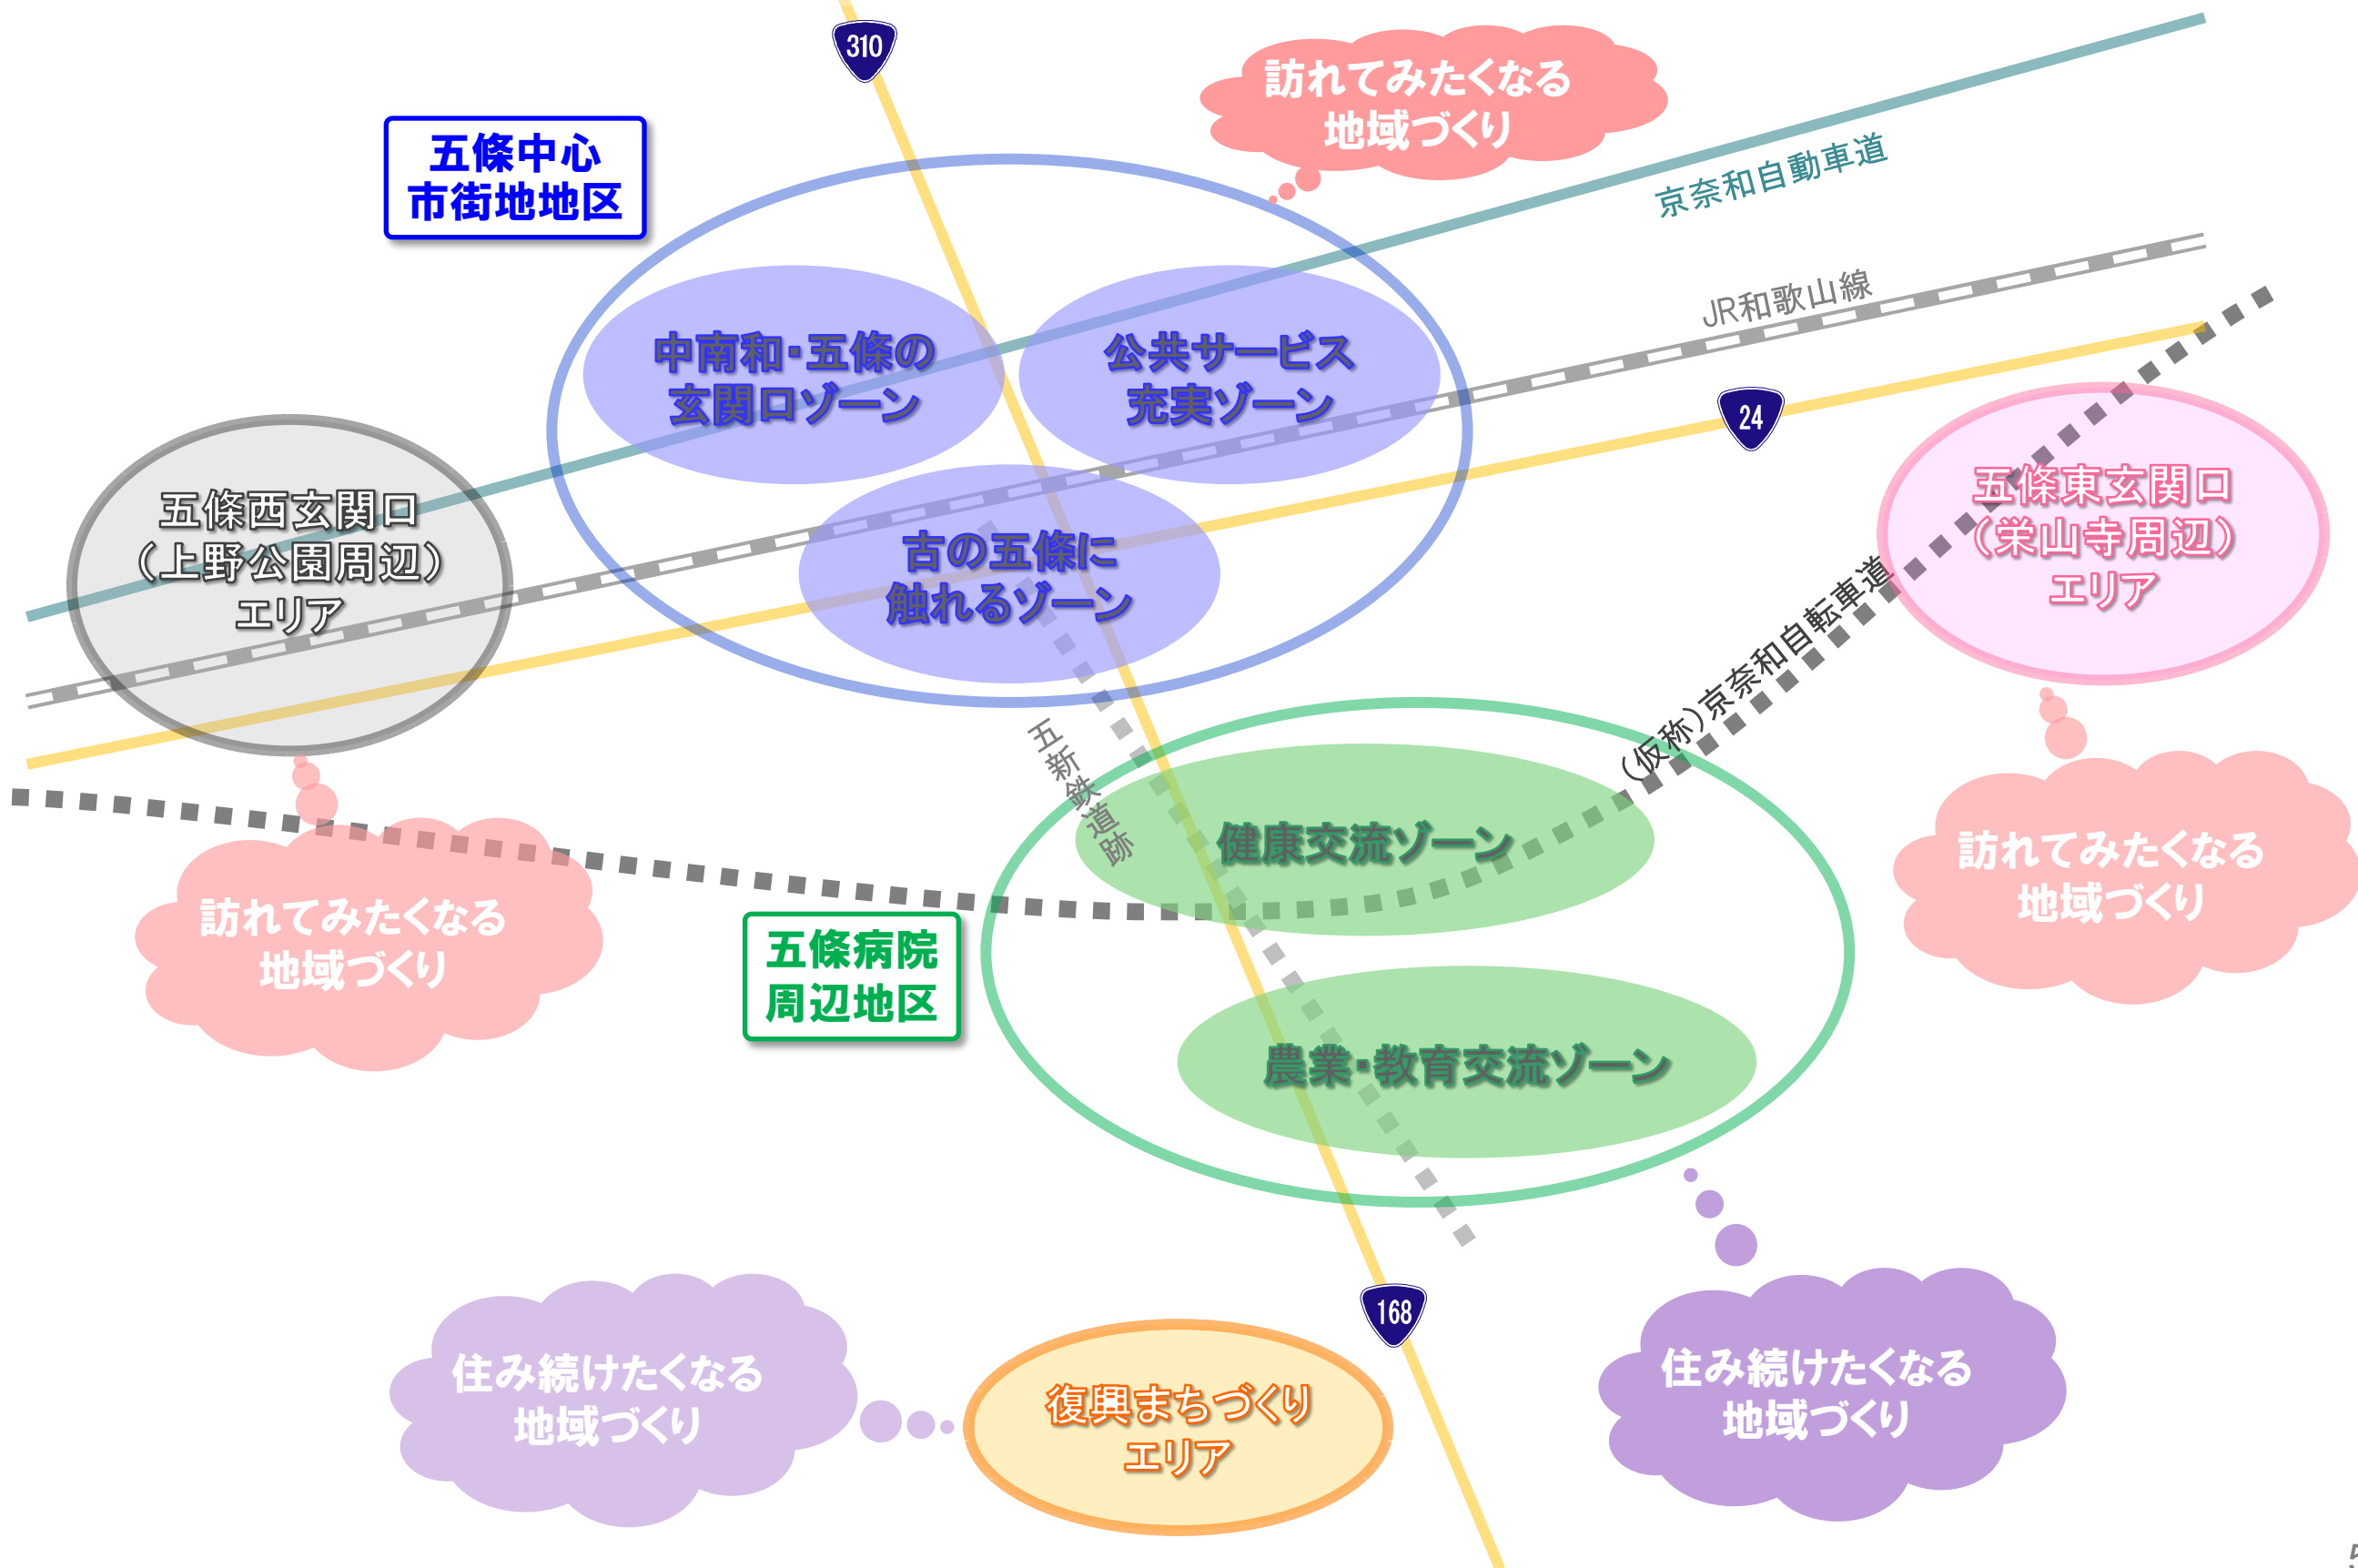 310
訪れてみたくなる
地域づくり
五條中心
市街地地区
京奈和自動車道
JR和歌山線
中南和・五條の
玄関口ゾーン
公共サービス
充実ゾーン
24
五條西玄関口
（上野公園周辺）
エリア
五條東玄関口
（栄山寺周辺）
エリア
古の五條に
触れるゾーン
（仮称）京奈和自転車道
五新鉄道跡
健康交流ゾーン
訪れてみたくなる
地域づくり
訪れてみたくなる
地域づくり
五條病院
周辺地区
農業・教育交流ゾーン
168
住み続けたくなる
地域づくり
復興まちづくり
エリア
住み続けたくなる
地域づくり